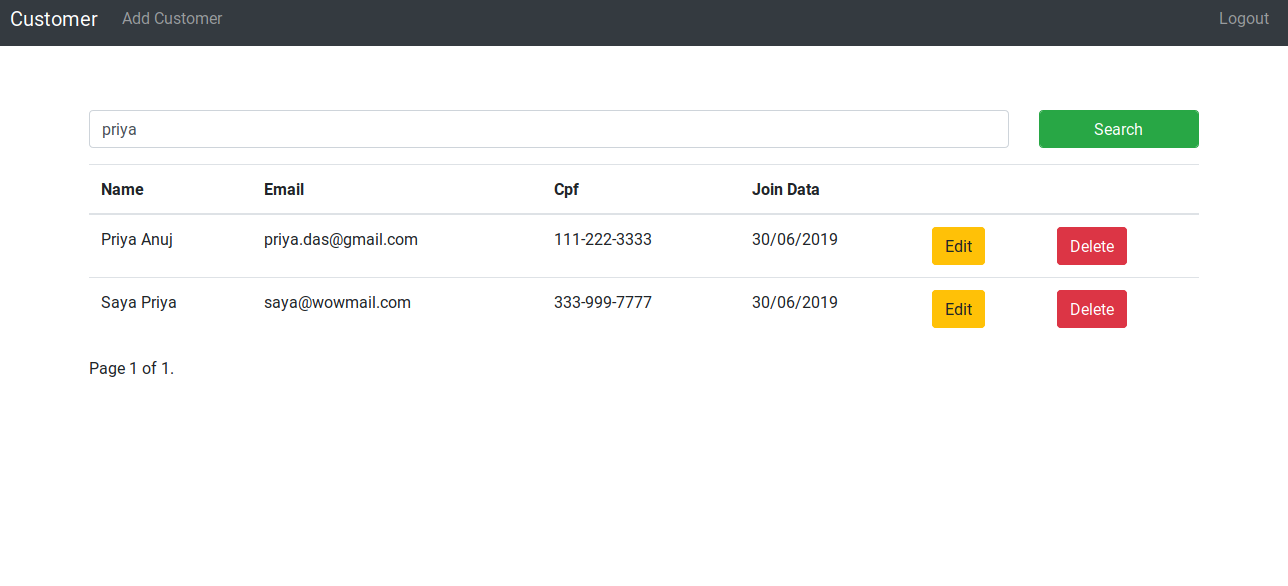 Customer Add Customer Logout
priya Search
Name Email Cpf Join Data
Priya Anuj priya.das@gmail.com 111-222-3333 30/06/2019 Edit Delete
Saya Priya saya@wowmail.com 333-999-7777 30/06/2019 Edit Delete
Page 1 of 1.